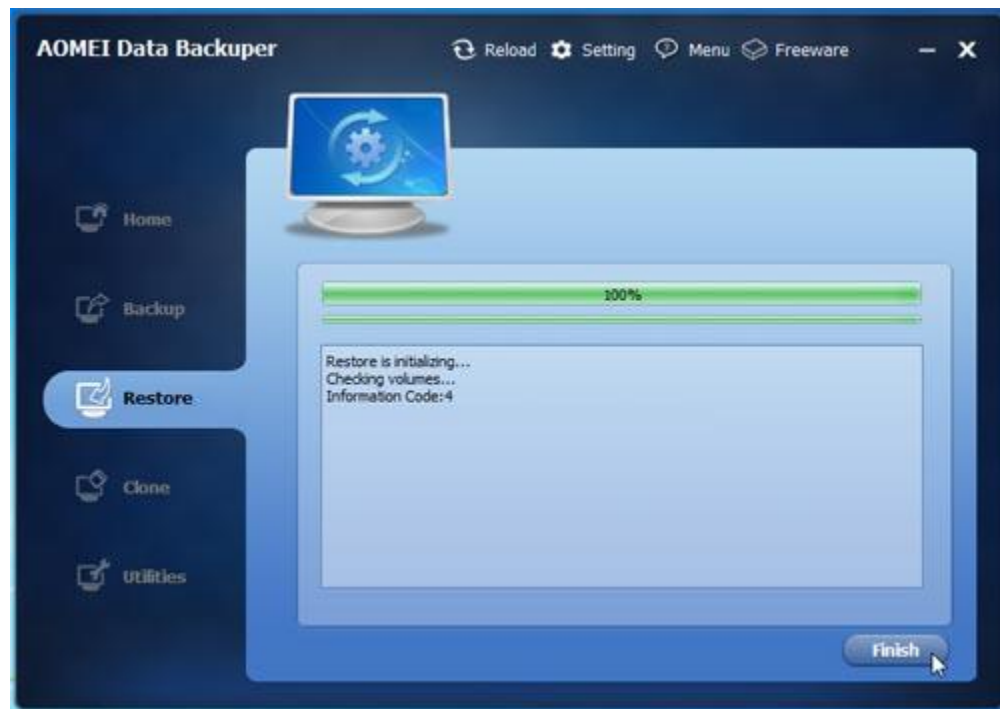 AOMEI Data Backuper Reload Setting Menu Freeware
Home
Backup
Restore
Clone
Utilities
100%
Restore is initializing...
Checking volumes...
Information Code:4
Finish